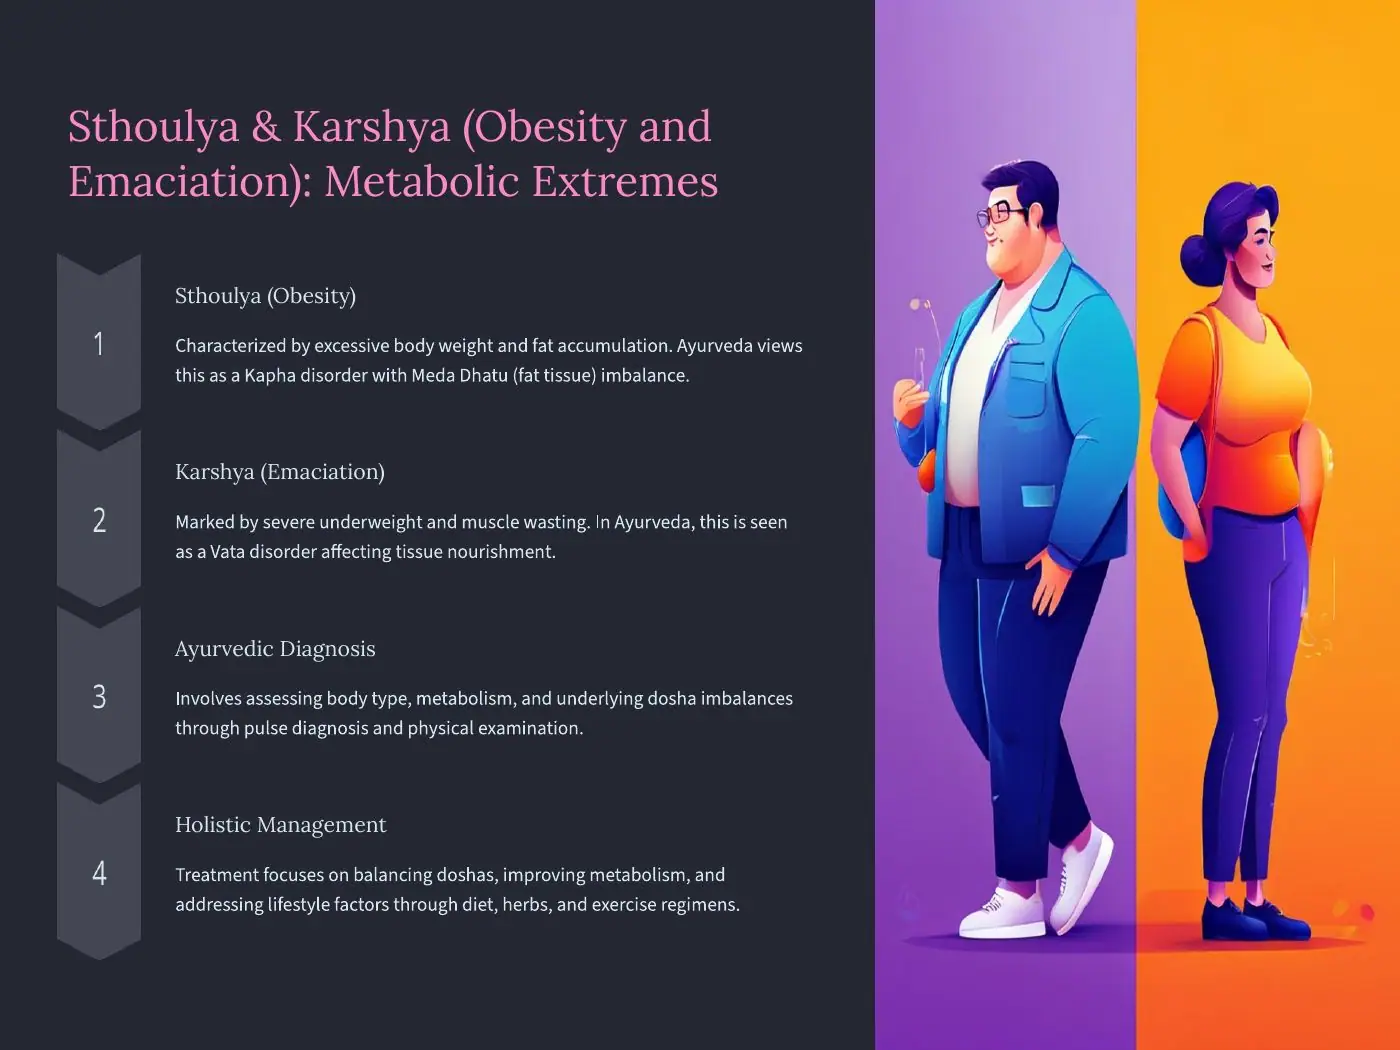 Sthoulya & Karshya (Obesity and
Emaciation): Metabolic Extremes
1
Sthoulya (Obesity)
Characterized by excessive body weight and fat accumulation. Ayurveda views
this as a Kapha disorder with Meda Dhatu (fat tissue) imbalance.
2
Karshya (Emaciation)
Marked by severe underweight and muscle wasting. In Ayurveda, this is seen
as a Vata disorder affecting tissue nourishment.
3
Ayurvedic Diagnosis
Involves assessing body type, metabolism, and underlying dosha imbalances
through pulse diagnosis and physical examination.
4
Holistic Management
Treatment focuses on balancing doshas, improving metabolism, and
addressing lifestyle factors through diet, herbs, and exercise regimens.